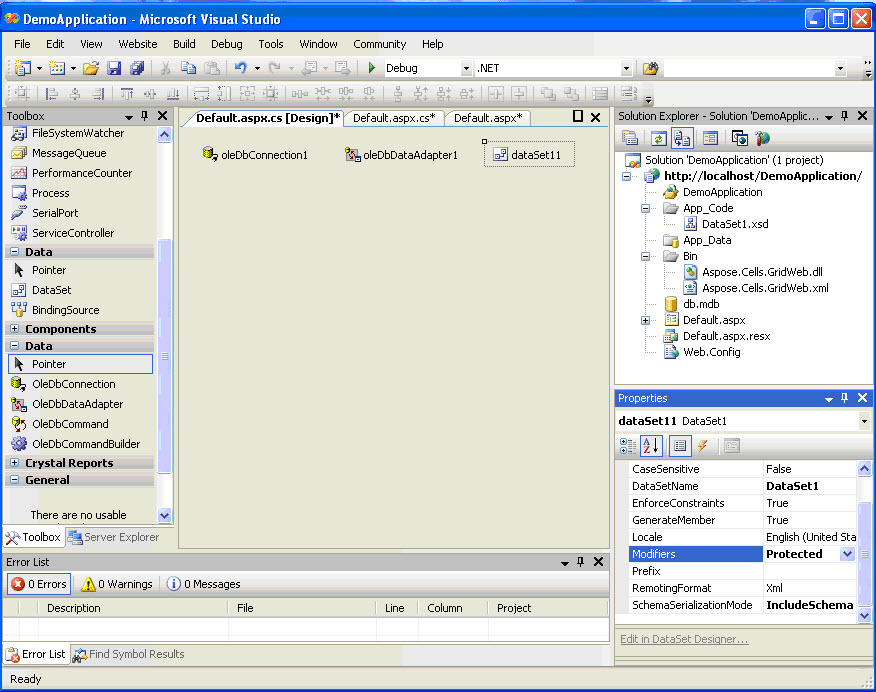 DemoApplication - Microsoft Visual Studio
File Edit View Website Build Debug Tools Window Community Help
Debug .NET
Toolbox
FileSystemWatcher
MessageQueue
PerformanceCounter
Process
SerialPort
ServiceController
Data
Pointer
DataSet
BindingSource
Components
Data
Pointer
OleDbConnection
OleDbDataAdapter
OleDbCommand
OleDbCommandBuilder
Crystal Reports
General
There are no usable
Toolbox Server Explorer
Default.aspx.cs [Design]* Default.aspx.cs* Default.aspx*
oleDbConnection1 oleDbDataAdapter1 dataSet11
Solution Explorer - Solution 'DemoApplic...
Solution 'DemoApplication' (1 project)
http://localhost/DemoApplication/
DemoApplication
App_Code
DataSet1.xsd
App_Data
Bin
Aspose.Cells.GridWeb.dll
Aspose.Cells.GridWeb.xml
db.mdb
Default.aspx
Default.aspx.resx
Web.Config
Properties
dataSet11 DataSet1
CaseSensitive False
DataSetName DataSet1
EnforceConstraints True
GenerateMember True
Locale English (United Sta
Modifiers Protected
Prefix
RemotingFormat Xml
SchemaSerializationMode IncludeSchema
Edit in DataSet Designer...
Error List
0 Errors 0 Warnings 0 Messages
Description File Line Column Project
Error List Find Symbol Results
Ready